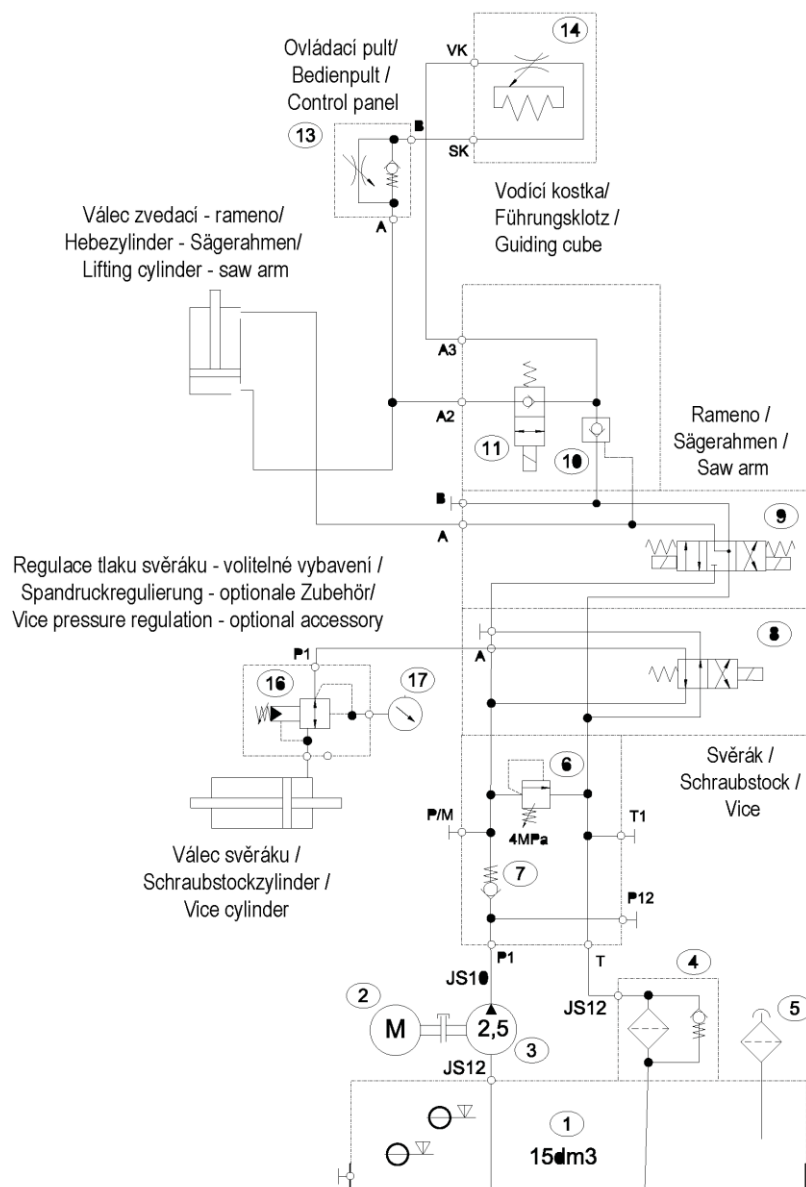 14
VK
Ovládací pult/
Bedienpult /
Control panel
13
B
SK
A
Vodící kostka/
Führungsklotz /
Guiding cube
Válec zvedací - rameno/
Hebezylinder - Sägerahmen/
Lifting cylinder - saw arm
A3
A2
11
10
Rameno /
Sägerahmen /
Saw arm
B
A
9
Regulace tlaku svěráku - volitelné vybavení /
Spandruckregulierung - optionale Zubehör/
Vice pressure regulation - optional accessory
P1
A
8
16
17
6
Svěrák /
Schraubstock /
Vice
P/M
4MPa
T1
Válec svěráku /
Schraubstockzylinder /
Vice cylinder
7
P12
P1
T
JS10
4
2
M
2,5
3
JS12
5
JS12
1
15dm3